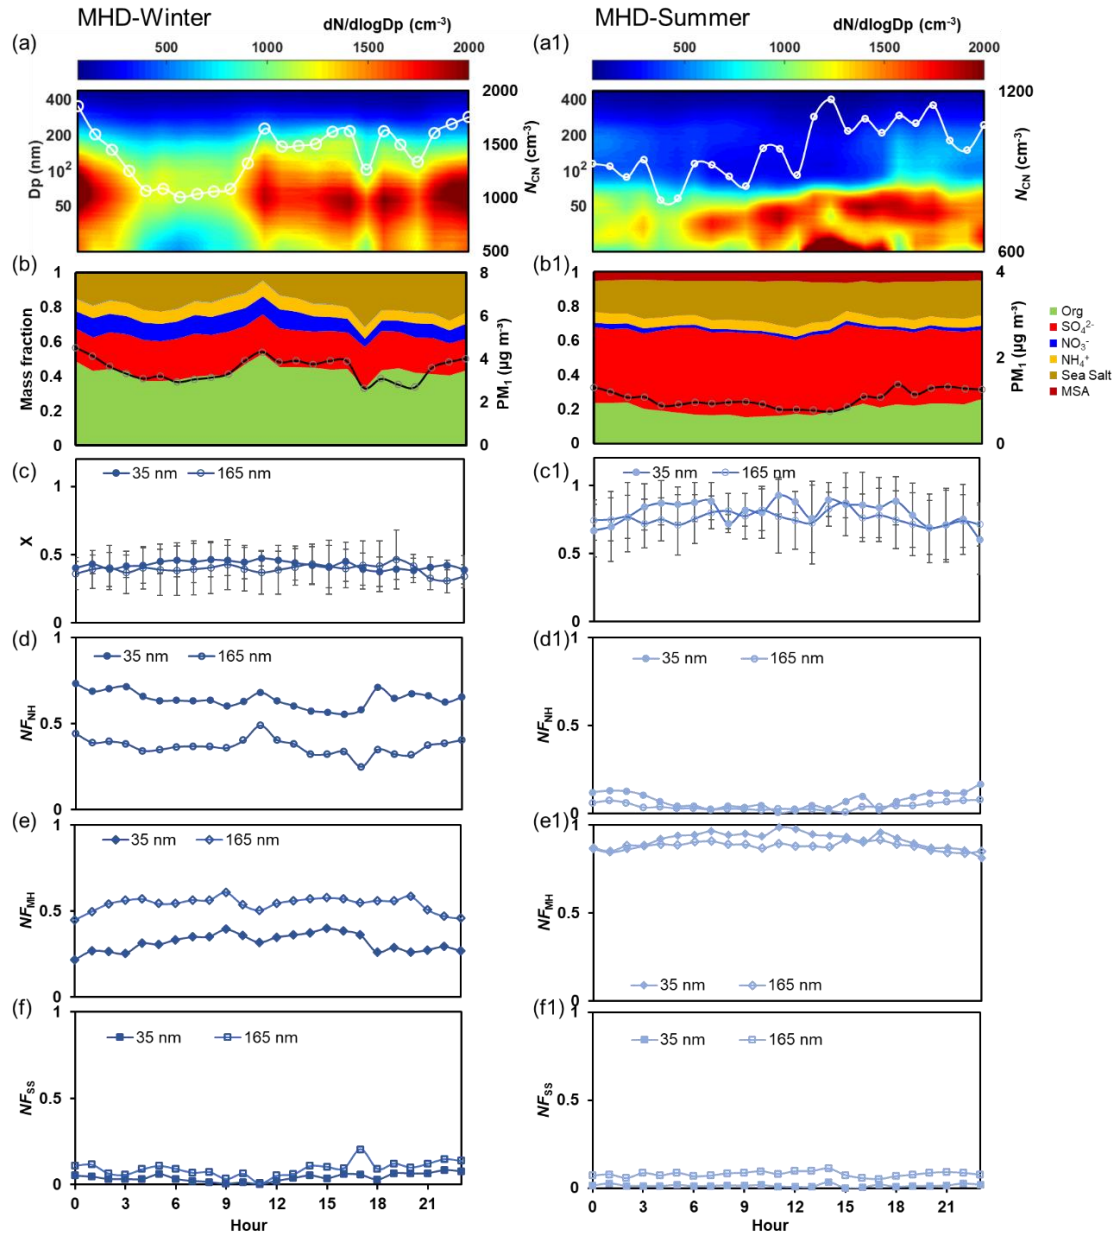 MHD-Winter
dN/dlogDp (cm⁻³)
MHD-Summer
dN/dlogDp (cm⁻³)
(a)
500
1000
1500
2000
(a1)
500
1000
1500
2000
Dp (nm)
400
200
10²
50
2000
1500
1000
500
N_CN (cm⁻³)
400
200
10²
50
1200
600
N_CN (cm⁻³)
(b)
Mass fraction
1
0.8
0.6
0.4
0.2
0
8
6
4
2
0
PM₁ (µg m⁻³)
(b1)
1
0.8
0.6
0.4
0.2
0
4
2
0
PM₁ (µg m⁻³)
Org
SO₄²⁻
NO₃⁻
NH₄⁺
Sea Salt
MSA
(c)
35 nm
165 nm
X
1
0.5
0
(c1)
35 nm
165 nm
1
0.5
0
(d)
35 nm
165 nm
NF_NH
1
0.5
0
(d1)
35 nm
165 nm
NF_NH
1
0.5
0
(e)
35 nm
165 nm
NF_MH
1
0.5
0
(e1)
35 nm
165 nm
NF_MH
1
0.5
0
(f)
35 nm
165 nm
NF_SS
1
0.5
0
0 3 6 9 12 15 18 21
Hour
(f1)
35 nm
165 nm
NF_SS
1
0.5
0
0 3 6 9 12 15 18 21
Hour